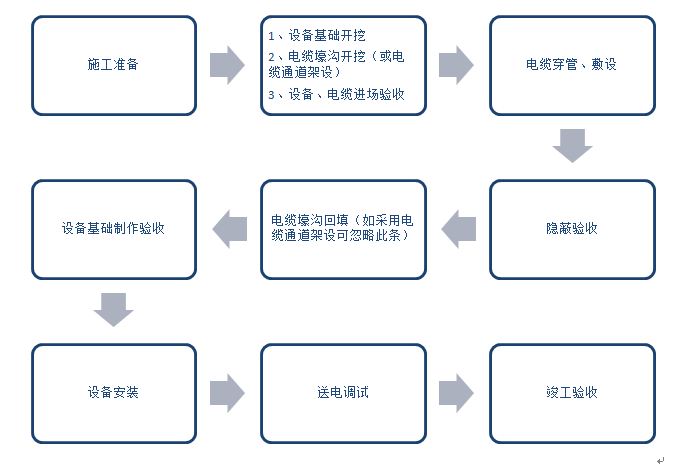 施工准备
1、设备基础开挖
2、电缆壕沟开挖（或电
缆通道架设）
3、设备、电缆进场验收
电缆穿管、敷设
隐蔽验收
电缆壕沟回填（如采用电
缆通道架设可忽略此条）
设备基础制作验收
设备安装
送电调试
竣工验收